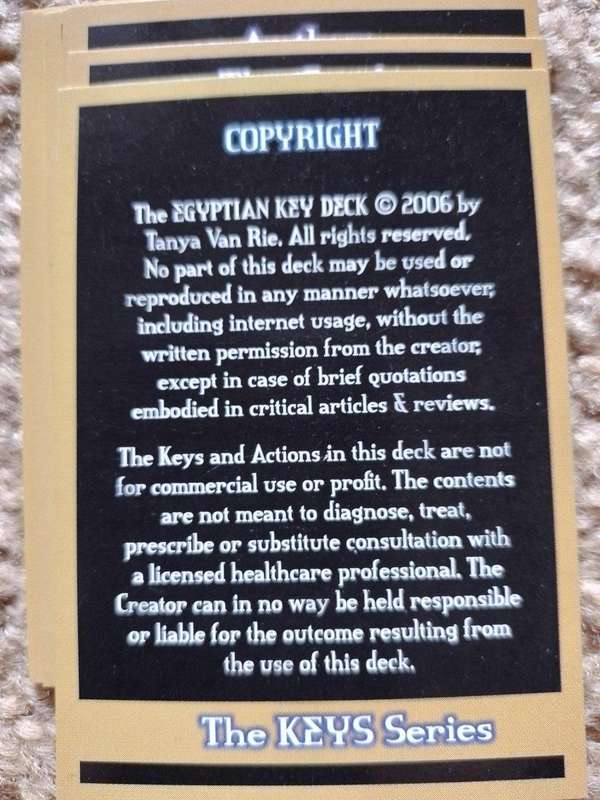 COPYRIGHT
The EGYPTIAN KEY DECK © 2006 by
Tanya Van Rie. All rights reserved.
No part of this deck may be used or
reproduced in any manner whatsoever,
including internet usage, without the
written permission from the creator,
except in case of brief quotations
embodied in critical articles & reviews.
The Keys and Actions in this deck are not
for commercial use or profit. The contents
are not meant to diagnose, treat,
prescribe or substitute consultation with
a licensed healthcare professional. The
Creator can in no way be held responsible
or liable for the outcome resulting from
the use of this deck.
The KEYS Series